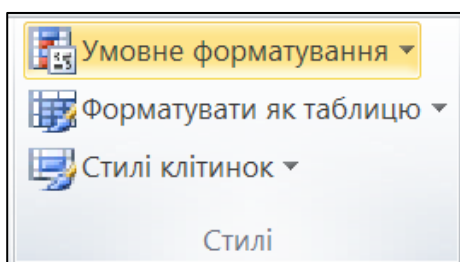 Умовне форматування
Форматувати як таблицю
Стилі клітинок
Стилі